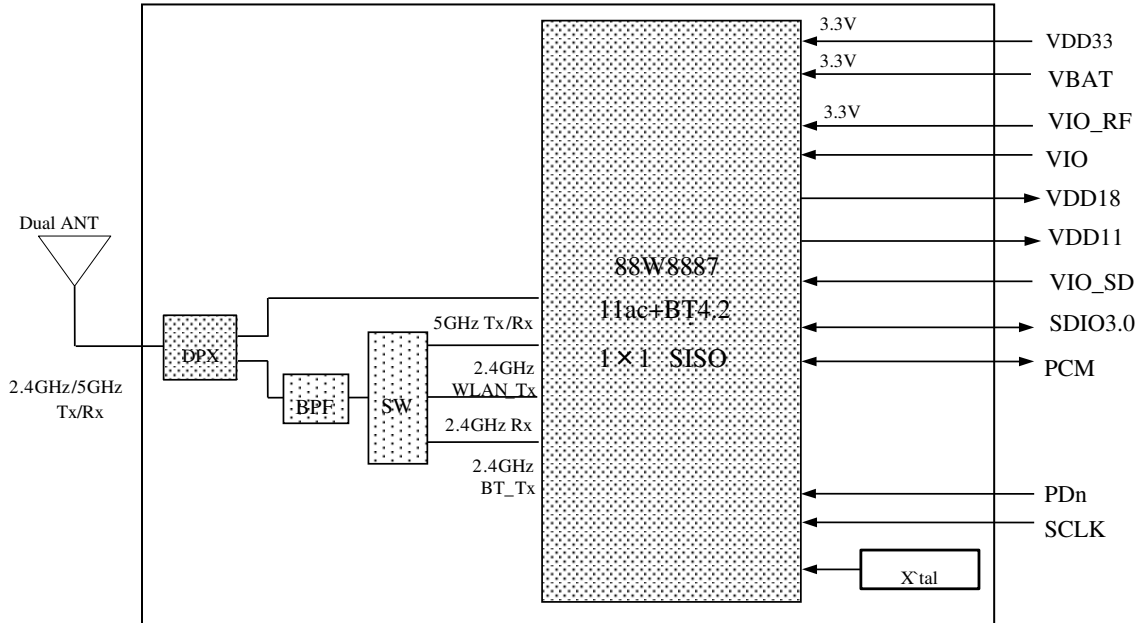 Dual ANT
2.4GHz/5GHz
Tx/Rx
DPX
BPF
SW
5GHz Tx/Rx
2.4GHz
WLAN_Tx
2.4GHz Rx
2.4GHz
BT_Tx
88W8887
11ac+BT4.2
1×1 SISO
3.3V
VDD33
3.3V
VBAT
3.3V
VIO_RF
VIO
VDD18
VDD11
VIO_SD
SDIO3.0
PCM
PDn
SCLK
X`tal